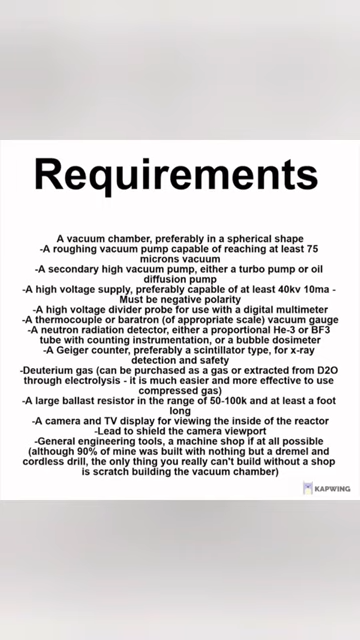 Requirements
A vacuum chamber, preferably in a spherical shape
-A roughing vacuum pump capable of reaching at least 75
microns vacuum
-A secondary high vacuum pump, either a turbo pump or oil
diffusion pump
-A high voltage supply, preferably capable of at least 40kv 10ma -
Must be negative polarity
-A high voltage divider probe for use with a digital multimeter
-A thermocouple or baratron (of appropriate scale) vacuum gauge
-A neutron radiation detector, either a proportional He-3 or BF3
tube with counting instrumentation, or a bubble dosimeter
-A Geiger counter, preferably a scintillator type, for x-ray
detection and safety
-Deuterium gas (can be purchased as a gas or extracted from D2O
through electrolysis - it is much easier and more effective to use
compressed gas)
-A large ballast resistor in the range of 50-100k and at least a foot
long
-A camera and TV display for viewing the inside of the reactor
-Lead to shield the camera viewport
-General engineering tools, a machine shop if at all possible
(although 90% of mine was built with nothing but a dremel and
cordless drill, the only thing you really can't build without a shop
is scratch building the vacuum chamber)
KAPWING